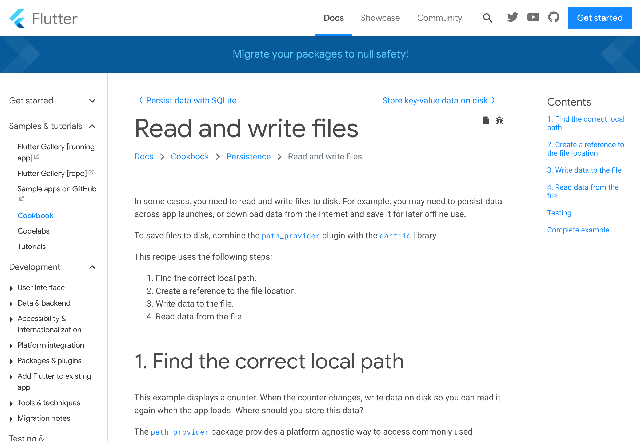 Flutter
Docs
Showcase
Community
Get started
Migrate your packages to null safety!
Get started
Samples & tutorials
Flutter Gallery [running
app]
Flutter Gallery [repo]
Sample apps on GitHub
Cookbook
Codelabs
Tutorials
Development
User interface
Data & backend
Accessibility &
internationalization
Platform integration
Packages & plugins
Add Flutter to existing
app
Tools & techniques
Migration notes
Testing &
〈 Persist data with SQLite
Store key-value data on disk 〉
Read and write files
Docs > Cookbook > Persistence > Read and write files
In some cases, you need to read and write files to disk. For example, you may need to persist data
across app launches, or download data from the internet and save it for later offline use.
To save files to disk, combine the path_provider plugin with the dart:io library.
This recipe uses the following steps:
1. Find the correct local path.
2. Create a reference to the file location.
3. Write data to the file.
4. Read data from the file.
1. Find the correct local path
This example displays a counter. When the counter changes, write data on disk so you can read it
again when the app loads. Where should you store this data?
The path_provider package provides a platform-agnostic way to access commonly used
Contents
1. Find the correct local
path
2. Create a reference to
the file location
3. Write data to the file
4. Read data from the
file
Testing
Complete example